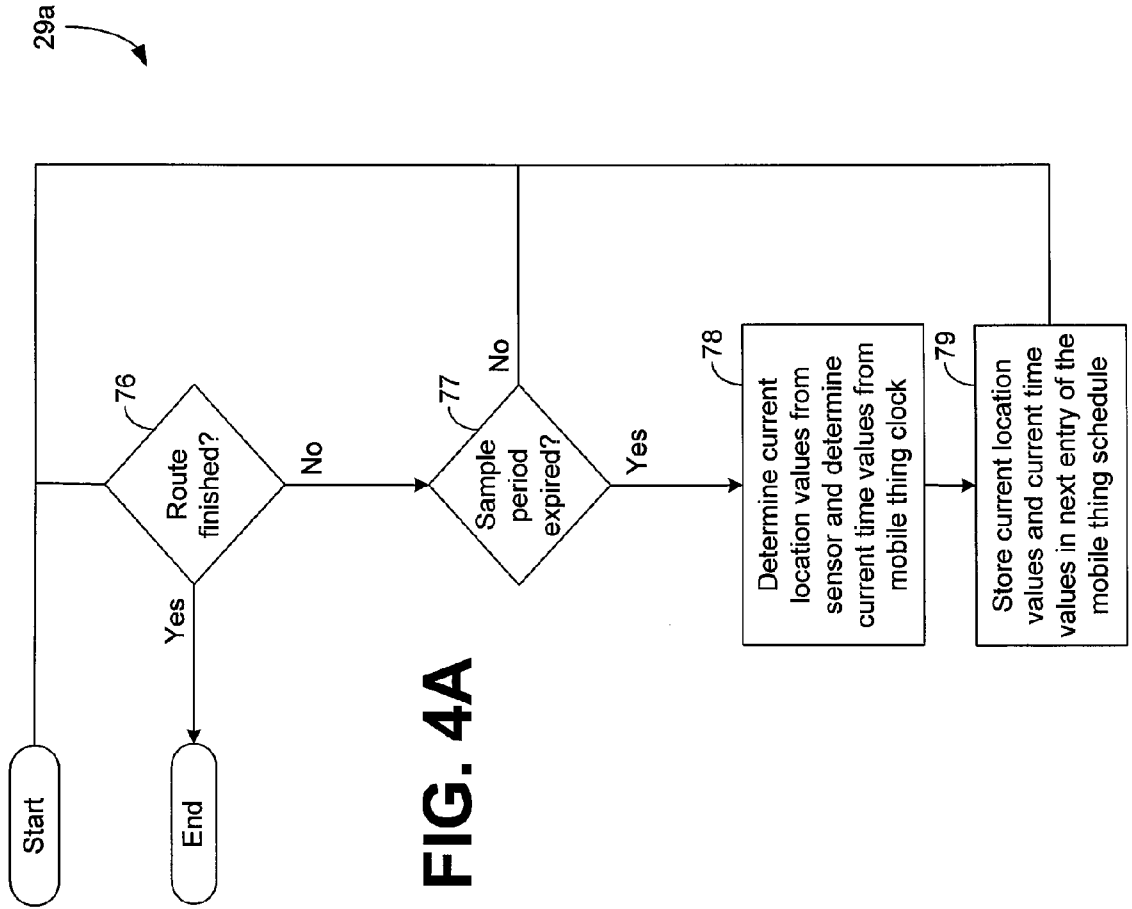 29a
Start
76
Route
finished?
Yes
End
No
77
Sample
period
expired?
No
Yes
78
Determine current
location values from
sensor and determine
current time values from
mobile thing clock
79
Store current location
values and current time
values in next entry of the
mobile thing schedule
FIG. 4A